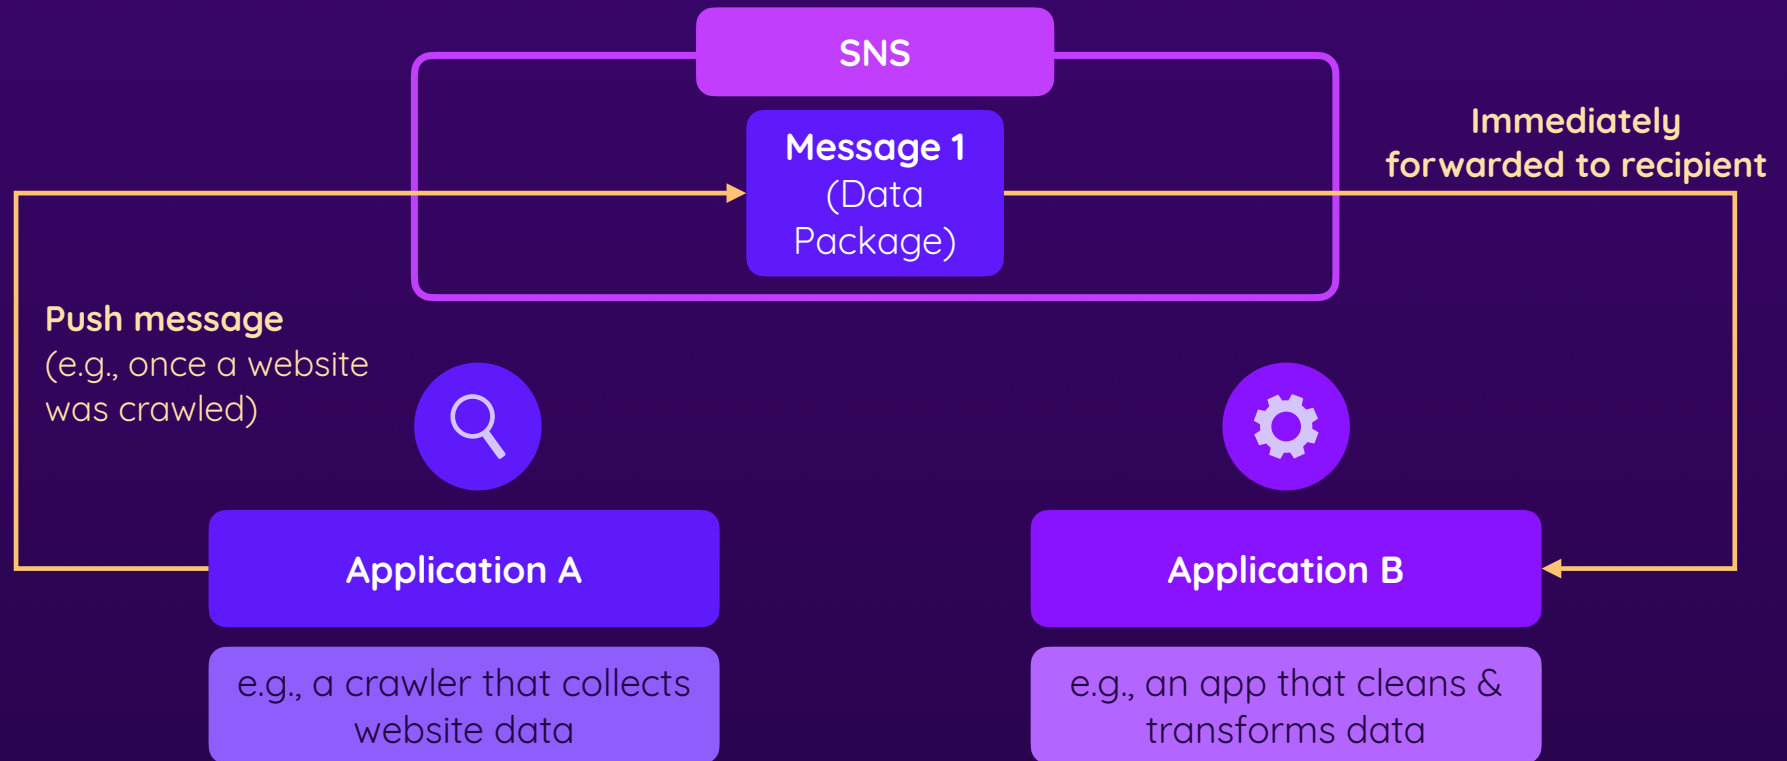 SNS
Message 1
(Data
Package)
Immediately
forwarded to recipient
Push message
(e.g., once a website
was crawled)
Application A
e.g., a crawler that collects
website data
Application B
e.g., an app that cleans &
transforms data